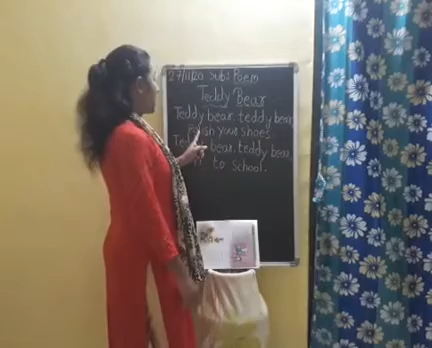 27/11/20 Sub: Poem
Teddy Bear
Teddy bear, teddy bear
Polish your shoes
bear, teddy bear
to school.